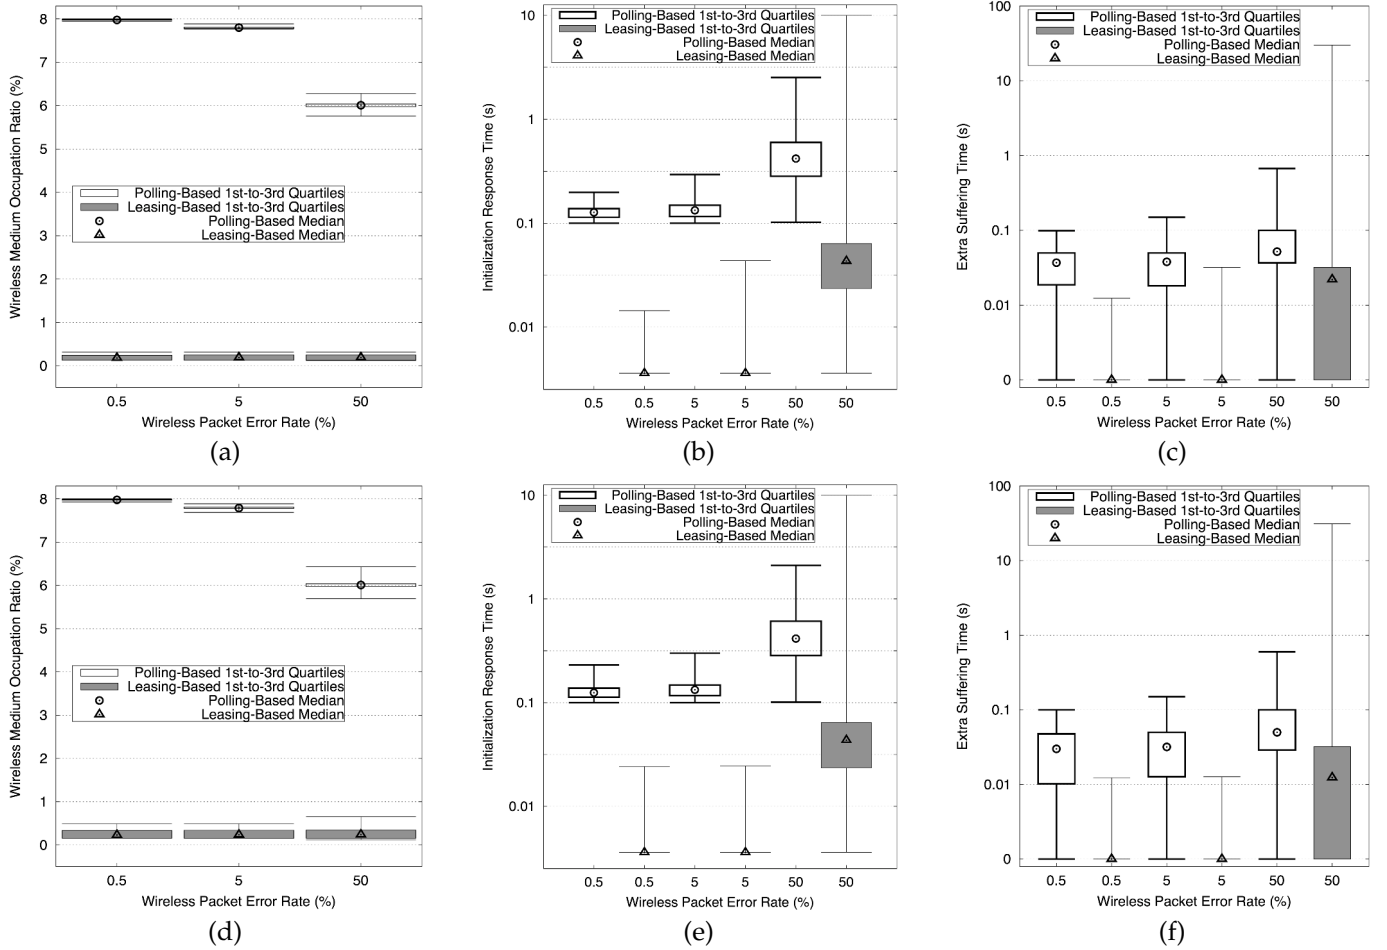 Wireless Medium Occupation Ratio (%)
8
7
6
5
4
3
2
1
0
Polling-Based 1st-to-3rd Quartiles
Leasing-Based 1st-to-3rd Quartiles
Polling-Based Median
Leasing-Based Median
0.5 5 50
Wireless Packet Error Rate (%)
(a)
Initialization Response Time (s)
10
1
0.1
0.01
Polling-Based 1st-to-3rd Quartiles
Leasing-Based 1st-to-3rd Quartiles
Polling-Based Median
Leasing-Based Median
0.5 0.5 5 5 50 50
Wireless Packet Error Rate (%)
(b)
Extra Suffering Time (s)
100
10
1
0.1
0.01
0
Polling-Based 1st-to-3rd Quartiles
Leasing-Based 1st-to-3rd Quartiles
Polling-Based Median
Leasing-Based Median
0.5 0.5 5 5 50 50
Wireless Packet Error Rate (%)
(c)
Wireless Medium Occupation Ratio (%)
8
7
6
5
4
3
2
1
0
Polling-Based 1st-to-3rd Quartiles
Leasing-Based 1st-to-3rd Quartiles
Polling-Based Median
Leasing-Based Median
0.5 5 50
Wireless Packet Error Rate (%)
(d)
Initialization Response Time (s)
10
1
0.1
0.01
Polling-Based 1st-to-3rd Quartiles
Leasing-Based 1st-to-3rd Quartiles
Polling-Based Median
Leasing-Based Median
0.5 0.5 5 5 50 50
Wireless Packet Error Rate (%)
(e)
Extra Suffering Time (s)
100
10
1
0.1
0.01
0
Polling-Based 1st-to-3rd Quartiles
Leasing-Based 1st-to-3rd Quartiles
Polling-Based Median
Leasing-Based Median
0.5 0.5 5 5 50 50
Wireless Packet Error Rate (%)
(f)